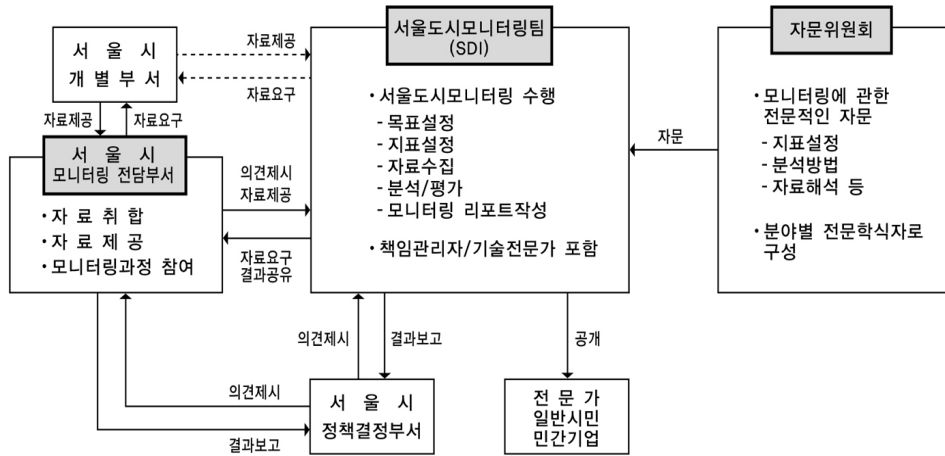 서 울 시
개 별 부 서
자료제공
자료요구
자료제공
자료요구
서 울 시
모니터링 전담부서
· 자 료 취 합
· 자 료 제 공
· 모니터링과정 참여
의견제시
자료제공
자료요구
결과공유
서울도시모니터링팀
(SDI)
· 서울도시모니터링 수행
- 목표설정
- 지표설정
- 자료수집
- 분석/평가
- 모니터링 리포트작성
· 책임관리자/기술전문가 포함
자문
자문위원회
· 모니터링에 관한
전문적인 자문
- 지표설정
- 분석방법
- 자료해석 등
· 분야별 전문학식자로
구성
의견제시
결과보고
공개
의견제시
결과보고
서 울 시
정책결정부서
전 문 가
일반시민
민간기업